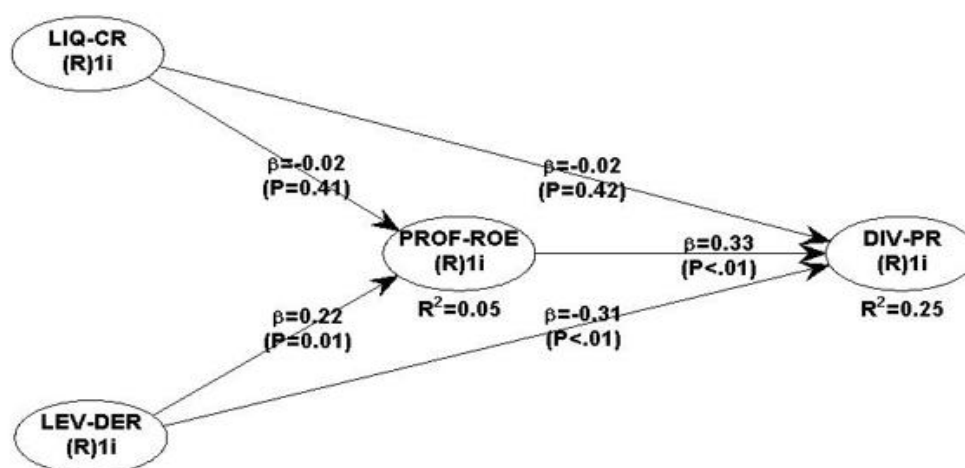 LIQ-CR
(R)1i
β=-0.02
(P=0.41)
β=-0.02
(P=0.42)
PROF-ROE
(R)1i
R²=0.05
β=0.33
(P<.01)
DIV-PR
(R)1i
R²=0.25
β=0.22
(P=0.01)
β=-0.31
(P<.01)
LEV-DER
(R)1i